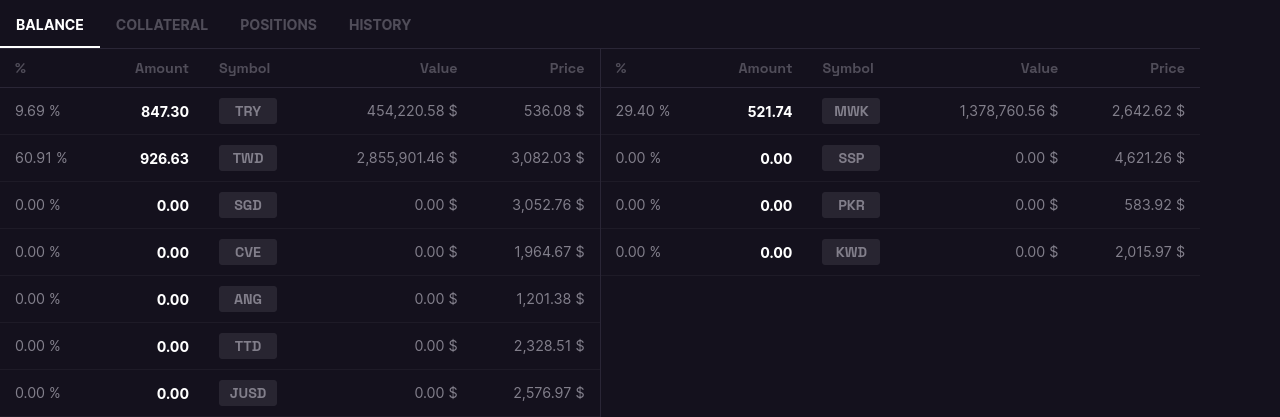 BALANCE COLLATERAL POSITIONS HISTORY
% Amount Symbol Value Price
9.69 % 847.30 TRY 454,220.58 $ 536.08 $
60.91 % 926.63 TWD 2,855,901.46 $ 3,082.03 $
0.00 % 0.00 SGD 0.00 $ 3,052.76 $
0.00 % 0.00 CVE 0.00 $ 1,964.67 $
0.00 % 0.00 ANG 0.00 $ 1,201.38 $
0.00 % 0.00 TTD 0.00 $ 2,328.51 $
0.00 % 0.00 JUSD 0.00 $ 2,576.97 $
% Amount Symbol Value Price
29.40 % 521.74 MWK 1,378,760.56 $ 2,642.62 $
0.00 % 0.00 SSP 0.00 $ 4,621.26 $
0.00 % 0.00 PKR 0.00 $ 583.92 $
0.00 % 0.00 KWD 0.00 $ 2,015.97 $